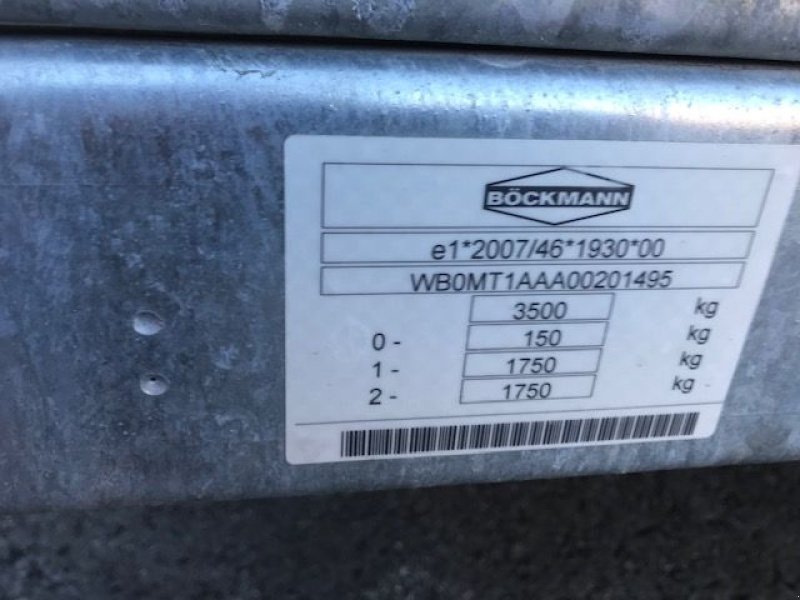 BÖCKMANN
e1*2007/46*1930*00
WB0MT1AAA00201495
3500 kg
0 - 150 kg
1 - 1750 kg
2 - 1750 kg